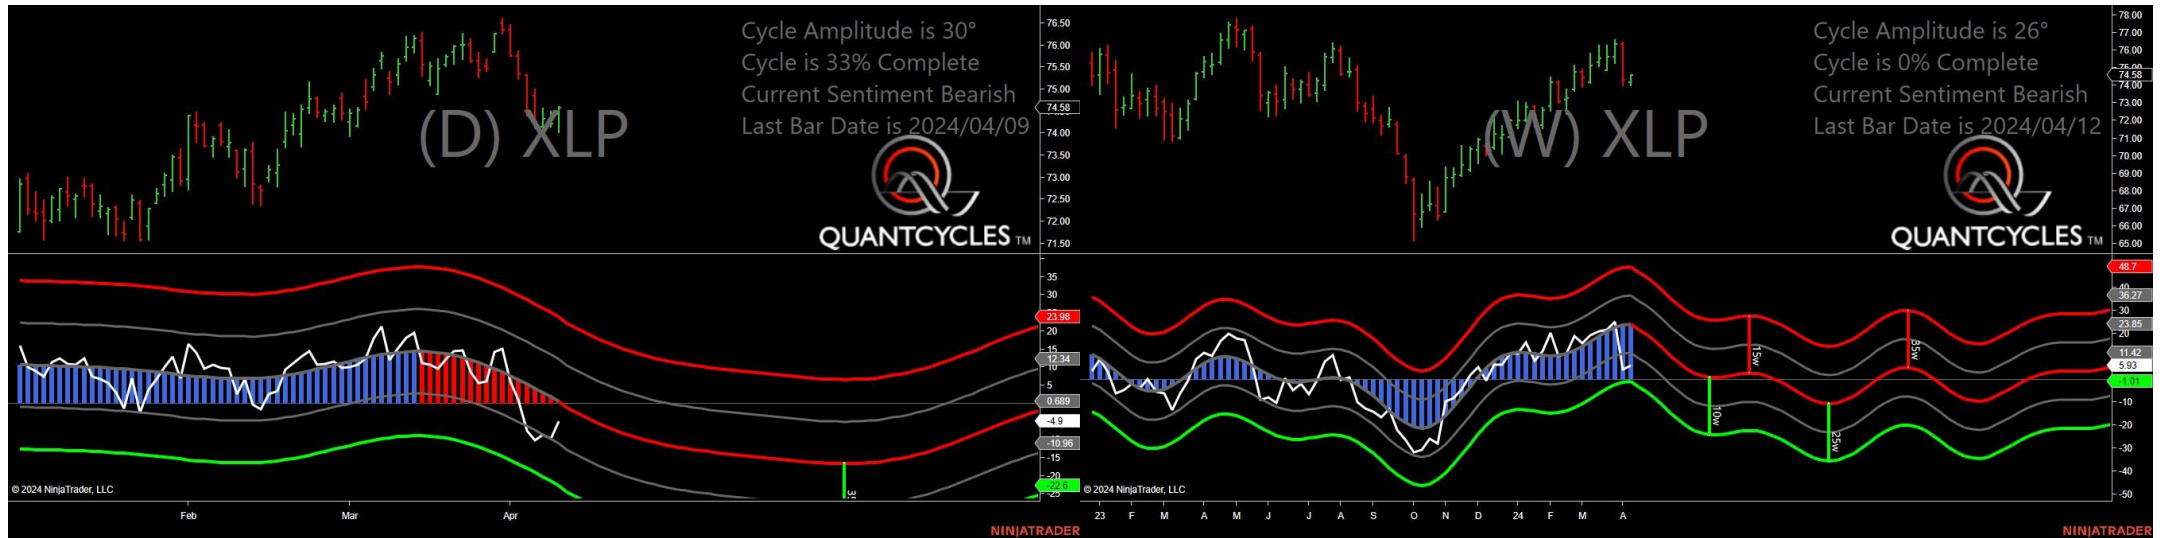 Cycle Amplitude is 30°
Cycle is 33% Complete
Current Sentiment Bearish
Last Bar Date is 2024/04/09
(D) XLP
QUANTCYCLES TM
76.50
76.00
75.50
75.00
74.58
74.00
73.50
73.00
72.50
72.00
71.50
35
30
23.98
20
15
12.34
10
5
0.689
-4.9
-10.96
-15
-20
-22.6
-25
© 2024 NinjaTrader, LLC
Feb Mar Apr
NINJATRADER
Cycle Amplitude is 26°
Cycle is 0% Complete
Current Sentiment Bearish
Last Bar Date is 2024/04/12
(W) XLP
QUANTCYCLES TM
78.00
77.00
76.00
75.00
74.58
74.00
73.00
72.00
71.00
70.00
69.00
68.00
67.00
66.00
65.00
48.7
40
36.27
30
23.85
20
11.42
5.93
-1.01
-10
-20
-30
-40
-50
15w
35w
10w
25w
© 2024 NinjaTrader, LLC
23 F M A M J J A S O N D 24 F M A
NINJATRADER